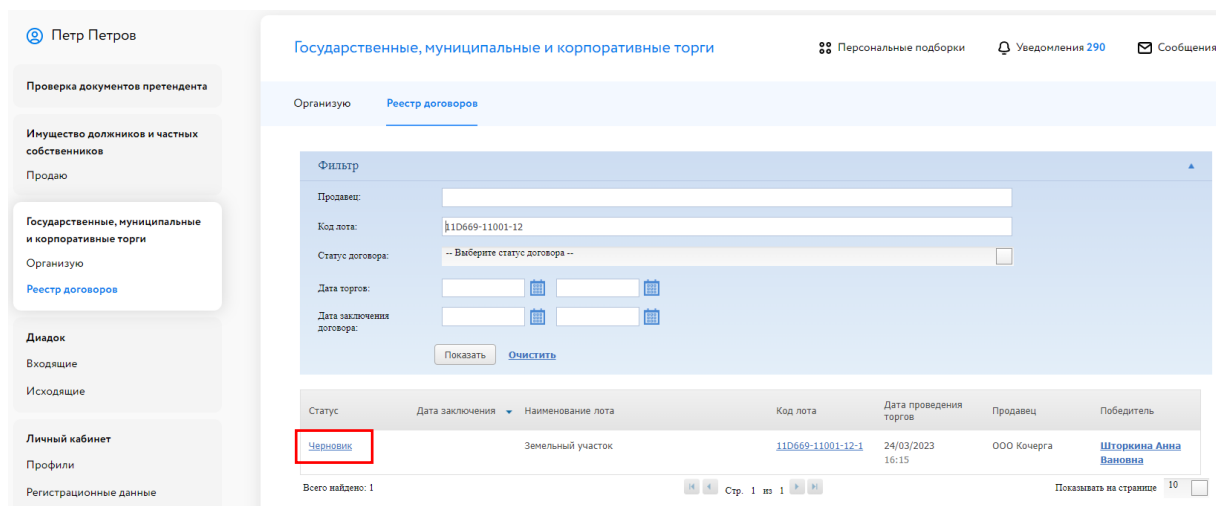 Петр Петров
Проверка документов претендента
Имущество должников и частных
собственников
Продаю
Государственные, муниципальные
и корпоративные торги
Организую
Реестр договоров
Диадок
Входящие
Исходящие
Личный кабинет
Профили
Регистрационные данные
Государственные, муниципальные и корпоративные торги
Персональные подборки
Уведомления 290
Сообщения
Организую
Реестр договоров
Фильтр
Продавец:
Код лота: 11D669-11001-12
Статус договора: -- Выберите статус договора --
Дата торгов:
Дата заключения
договора:
Показать Очистить
Статус Дата заключения Наименование лота Код лота Дата проведения
торгов
Продавец Победитель
Черновик Земельный участок 11D669-11001-12-1 24/03/2023
16:15
ООО Кочерга Шторкина Анна
Вановна
Всего найдено: 1 Стр. 1 из 1 Показывать на странице 10